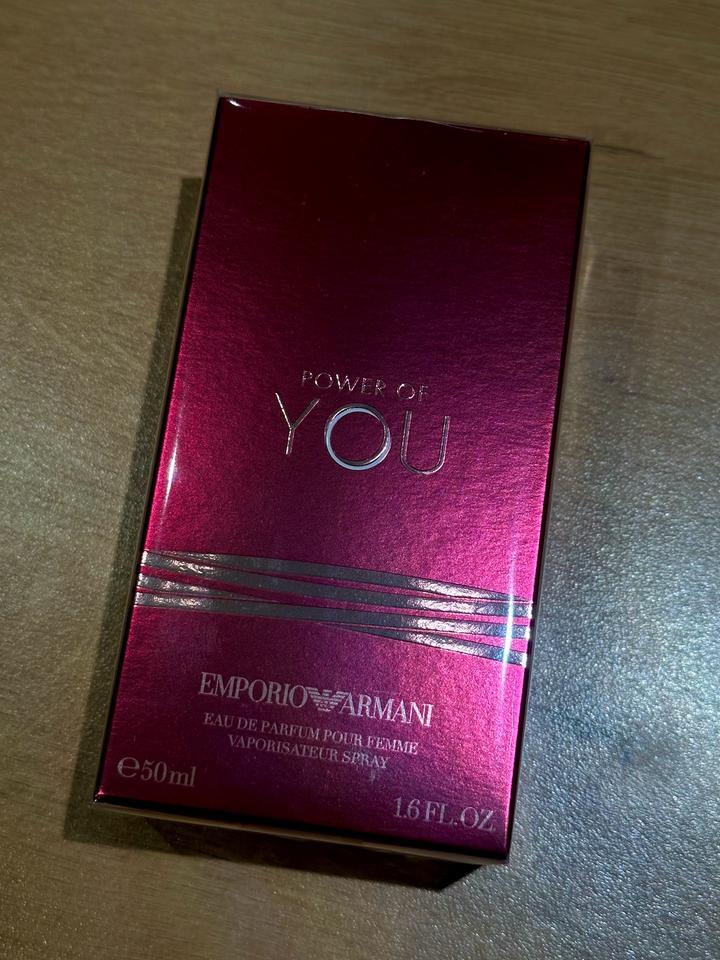 POWER OF
YOU
EMPORIO ARMANI
EAU DE PARFUM POUR FEMME
VAPORISATEUR SPRAY
℮50ml
1.6 FL.OZ